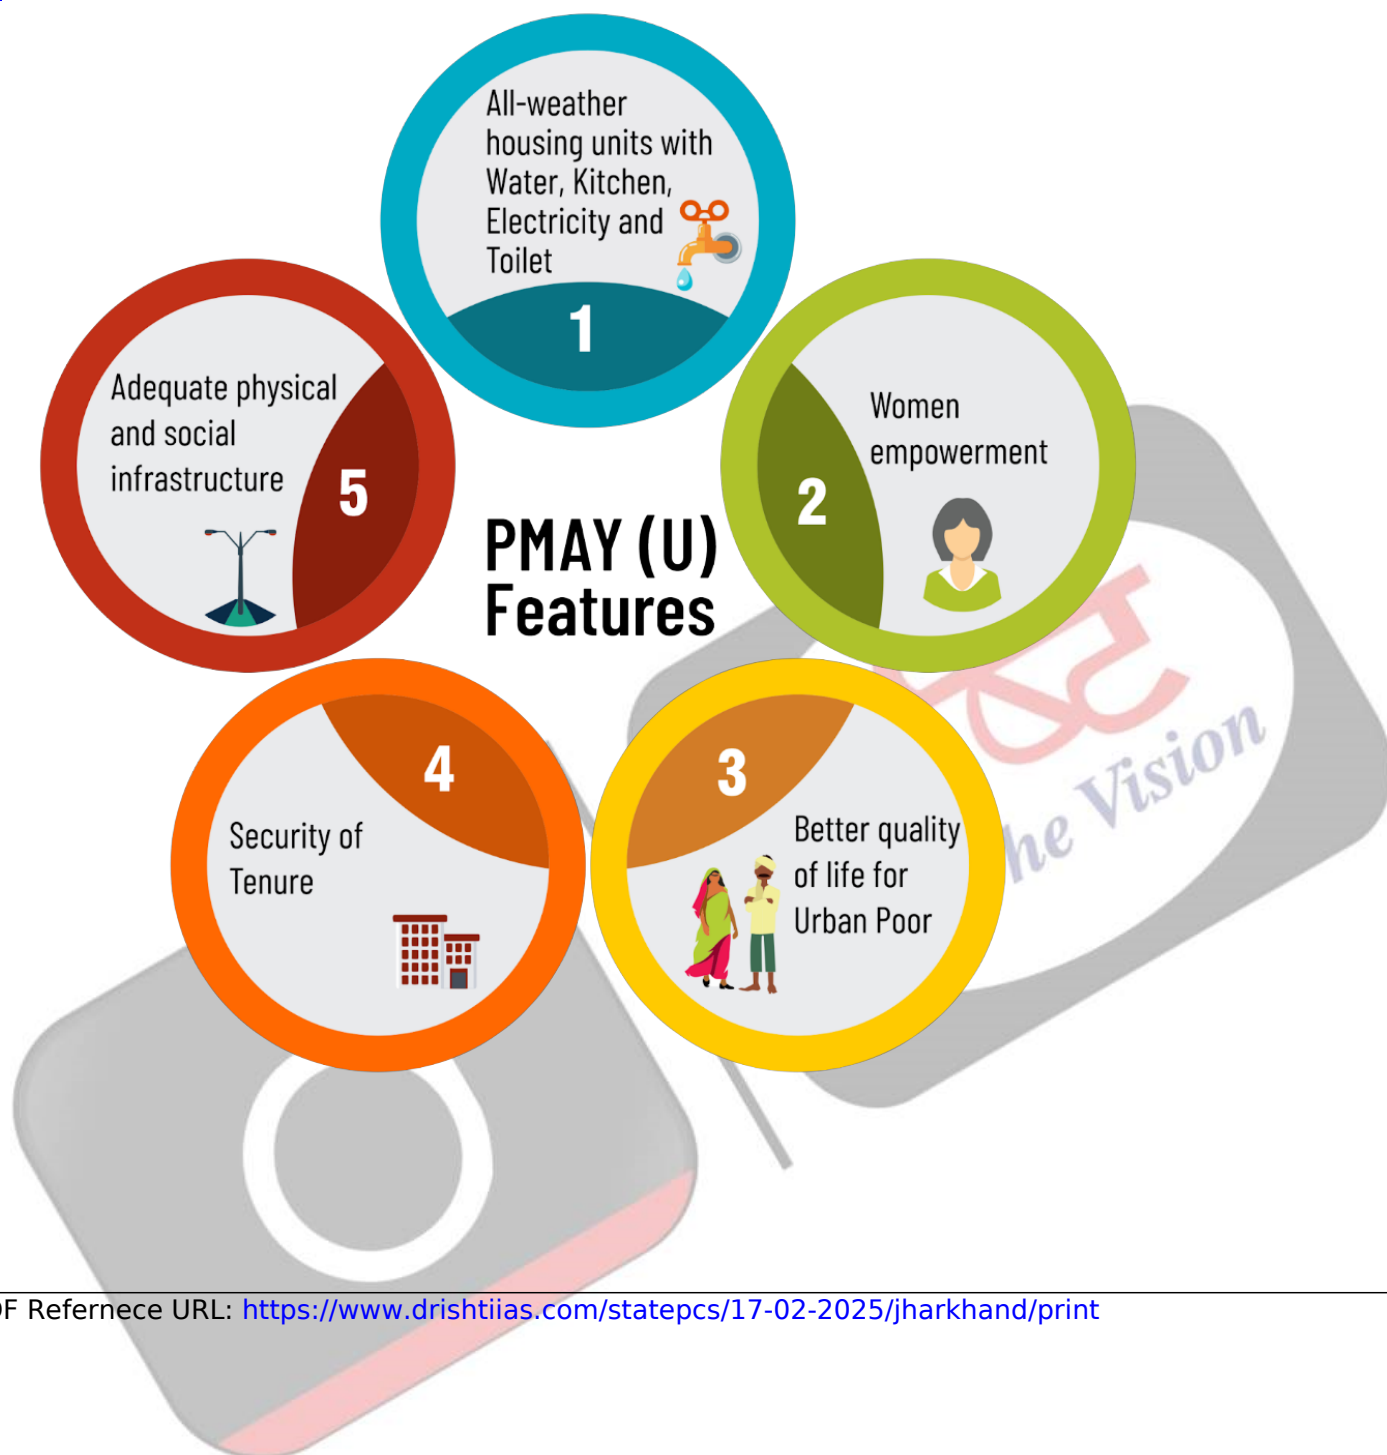 All-weather
housing units with
Water, Kitchen,
Electricity and
Toilet
1
Women
empowerment
2
3
Better quality
of life for
Urban Poor
4
Security of
Tenure
Adequate physical
and social
infrastructure
5
PMAY (U)
Features
he Vision
F Refernece URL: https://www.drishtiias.com/statepcs/17-02-2025/jharkhand/print